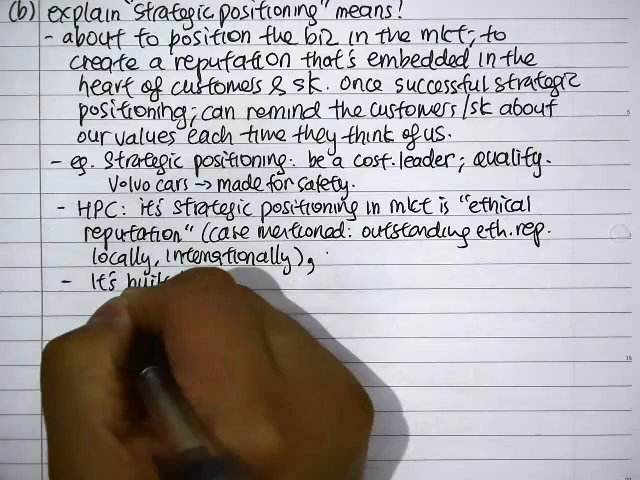 (b) explain "strategic positioning" means!
- about to position the biz in the mkt; to
create a reputation that's embedded in the
heart of customers & sk. Once successful strategic
positioning; can remind the customers/sk about
our values each time they think of us.
- eg. Strategic positioning: be a cost-leader; quality.
Volvo cars → made for safety.
- HPC: it's strategic positioning in mkt is "ethical
reputation" (case mentioned: outstanding eth. rep.
locally, internationally),
- It's